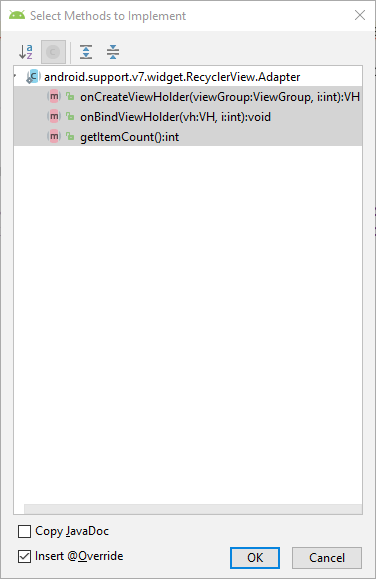 Select Methods to Implement
android.support.v7.widget.RecyclerView.Adapter
onCreateViewHolder(viewGroup:ViewGroup, i:int):VH
onBindViewHolder(vh:VH, i:int):void
getItemCount():int
Copy JavaDoc
Insert @Override
OK
Cancel